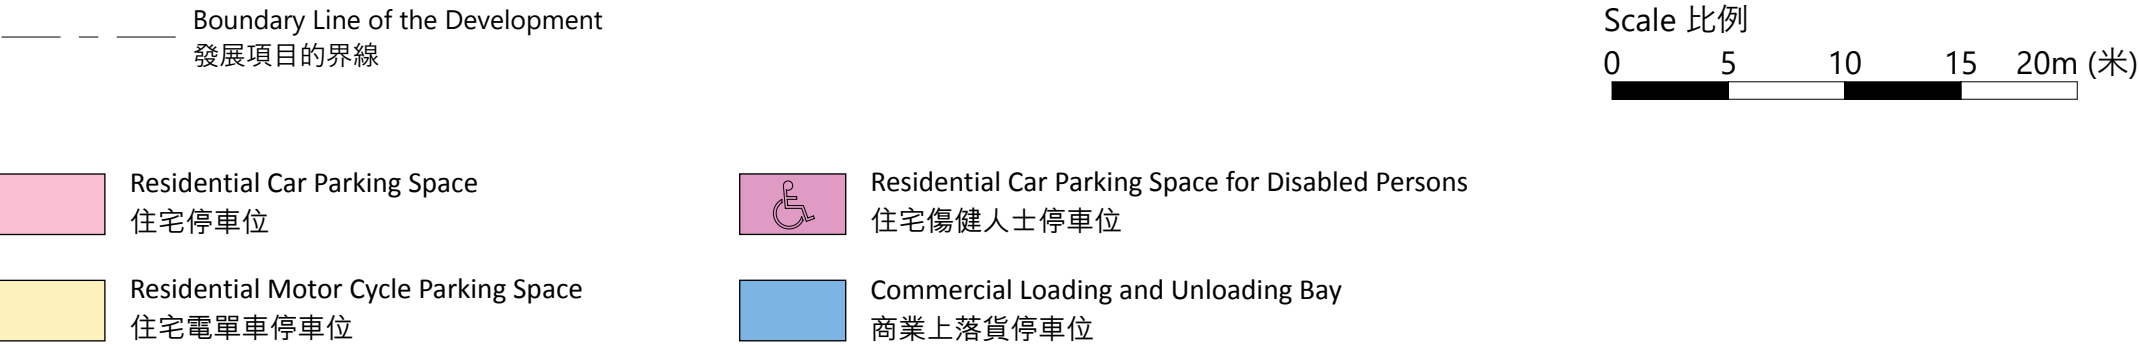 Boundary Line of the Development
發展項目的界線
Scale 比例
0 5 10 15 20m (米)
Residential Car Parking Space
住宅停車位
Residential Car Parking Space for Disabled Persons
住宅傷健人士停車位
Residential Motor Cycle Parking Space
住宅電單車停車位
Commercial Loading and Unloading Bay
商業上落貨停車位